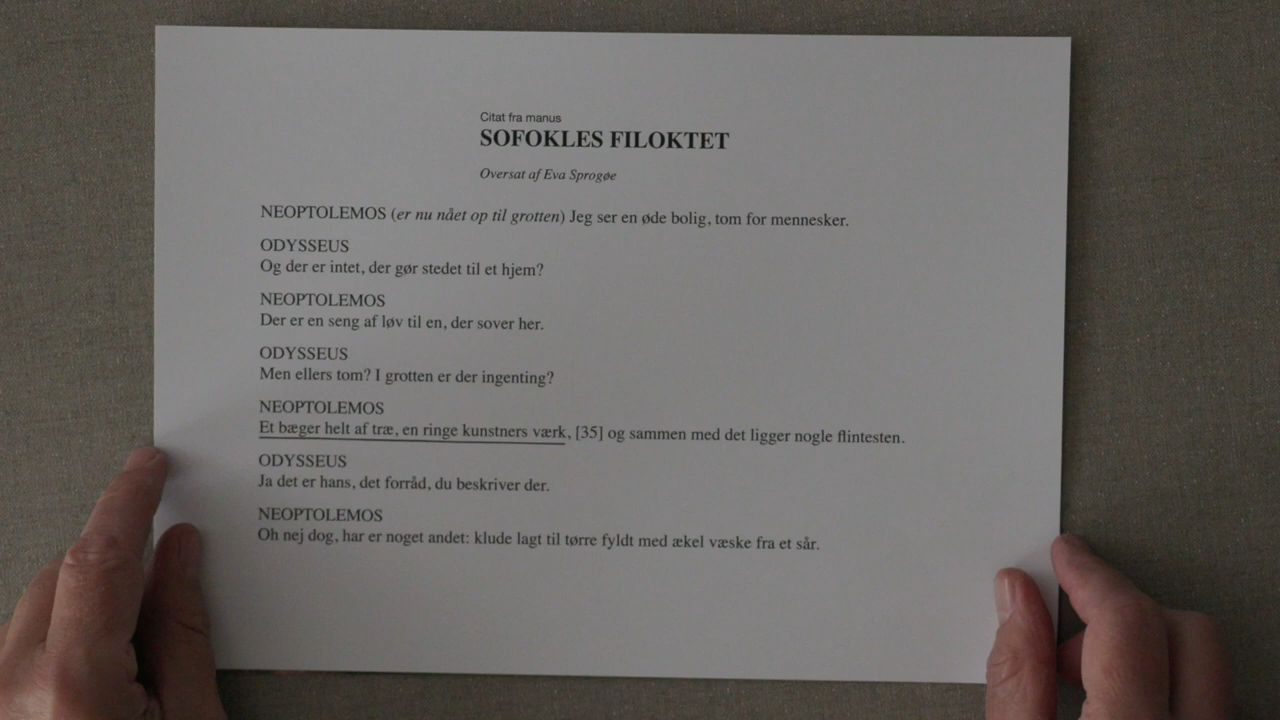 Citat fra manus
SOFOKLES FILOKTET
Oversat af Eva Sprogøe
NEOPTOLEMOS (er nu nået op til grotten) Jeg ser en øde bolig, tom for mennesker.
ODYSSEUS
Og der er intet, der gør stedet til et hjem?
NEOPTOLEMOS
Der er en seng af løv til en, der sover her.
ODYSSEUS
Men ellers tom? I grotten er der ingenting?
NEOPTOLEMOS
Et bæger helt af træ, en ringe kunstners værk, [35] og sammen med det ligger nogle flintesten.
ODYSSEUS
Ja det er hans, det forråd, du beskriver der.
NEOPTOLEMOS
Oh nej dog, har er noget andet: klude lagt til tørre fyldt med ækel væske fra et sår.